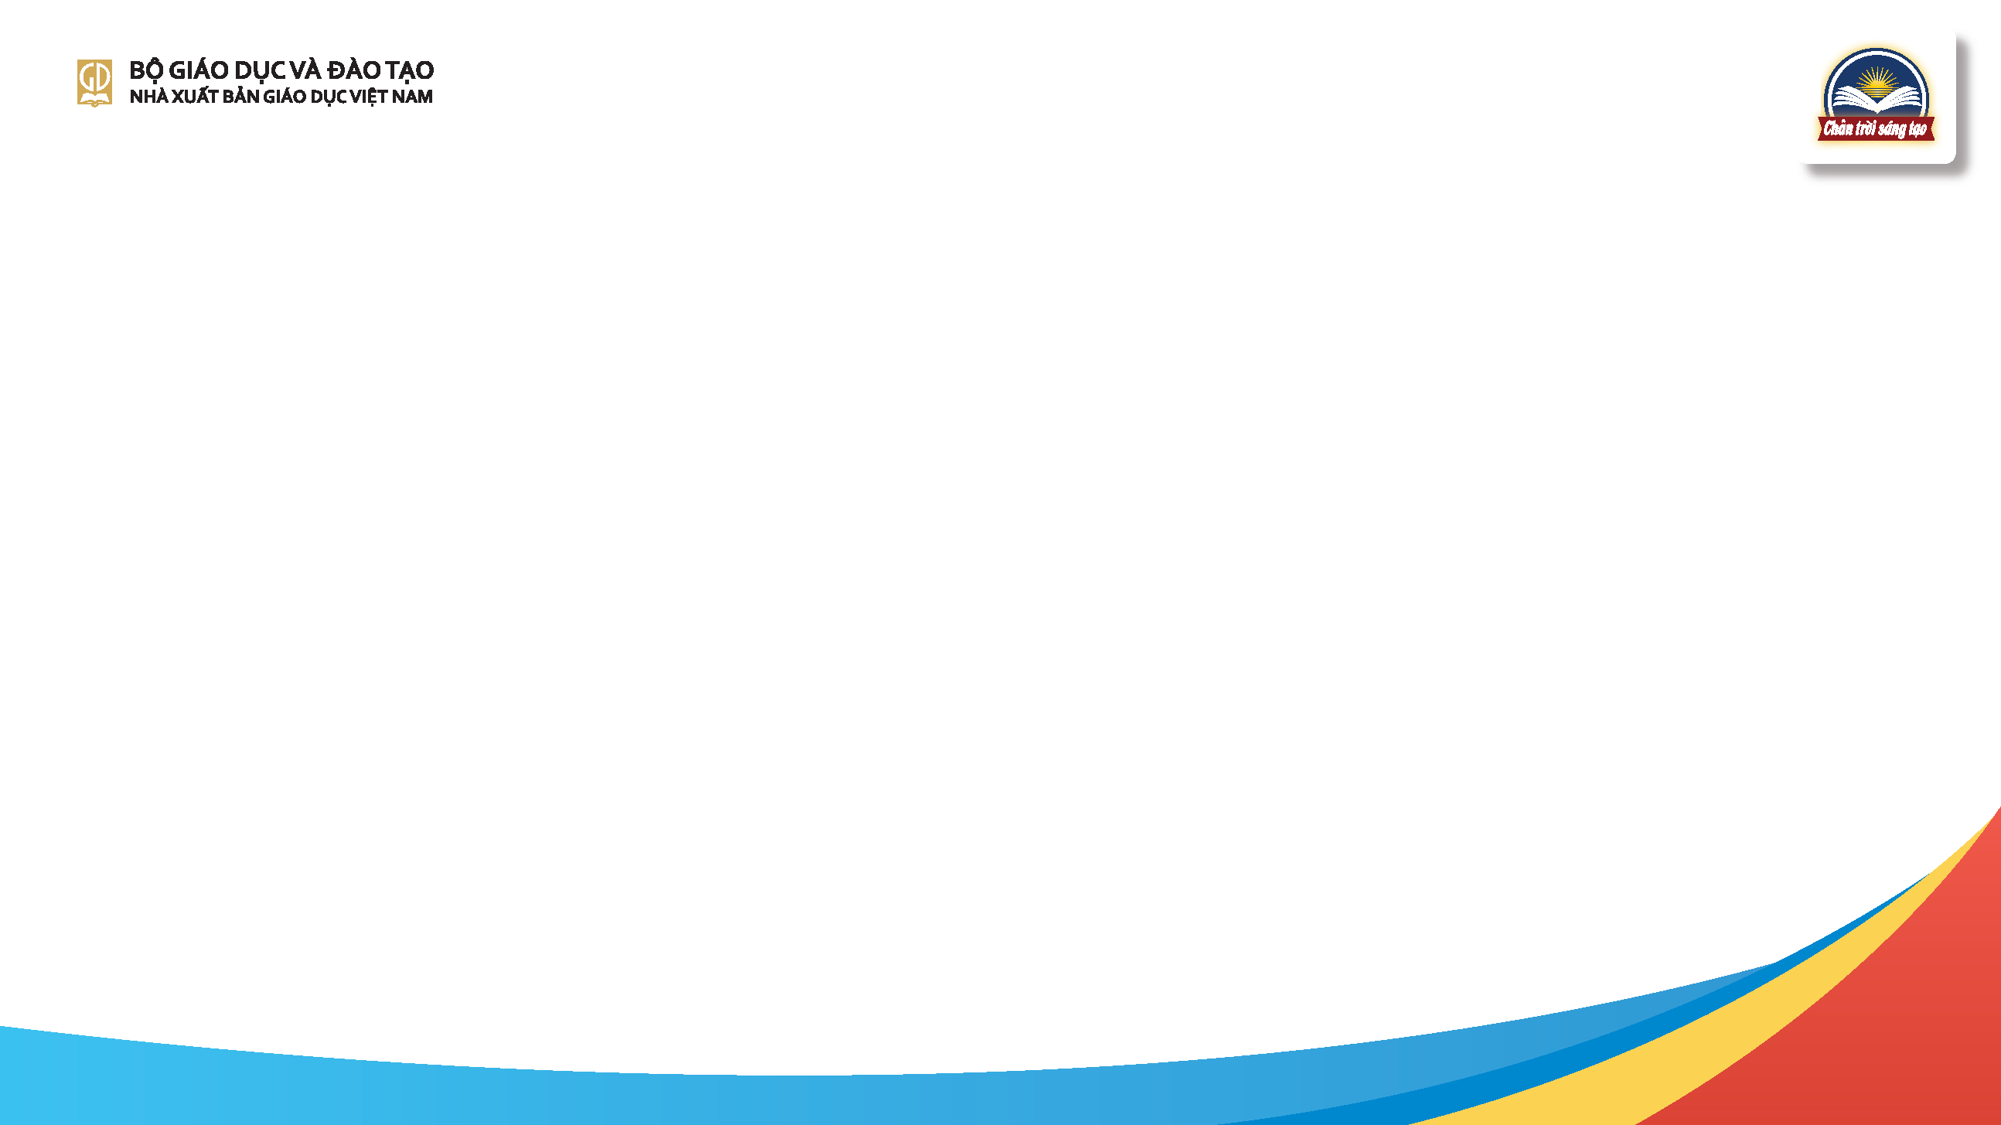 BỘ GIÁO DỤC VÀ ĐÀO TẠO
NHÀ XUẤT BẢN GIÁO DỤC VIỆT NAM
Chân trời sáng tạo